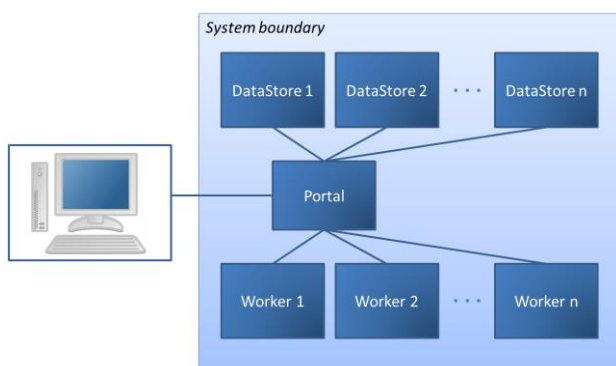 System boundary
DataStore 1 DataStore 2 · · · DataStore n
Portal
Worker 1 Worker 2 · · · Worker n